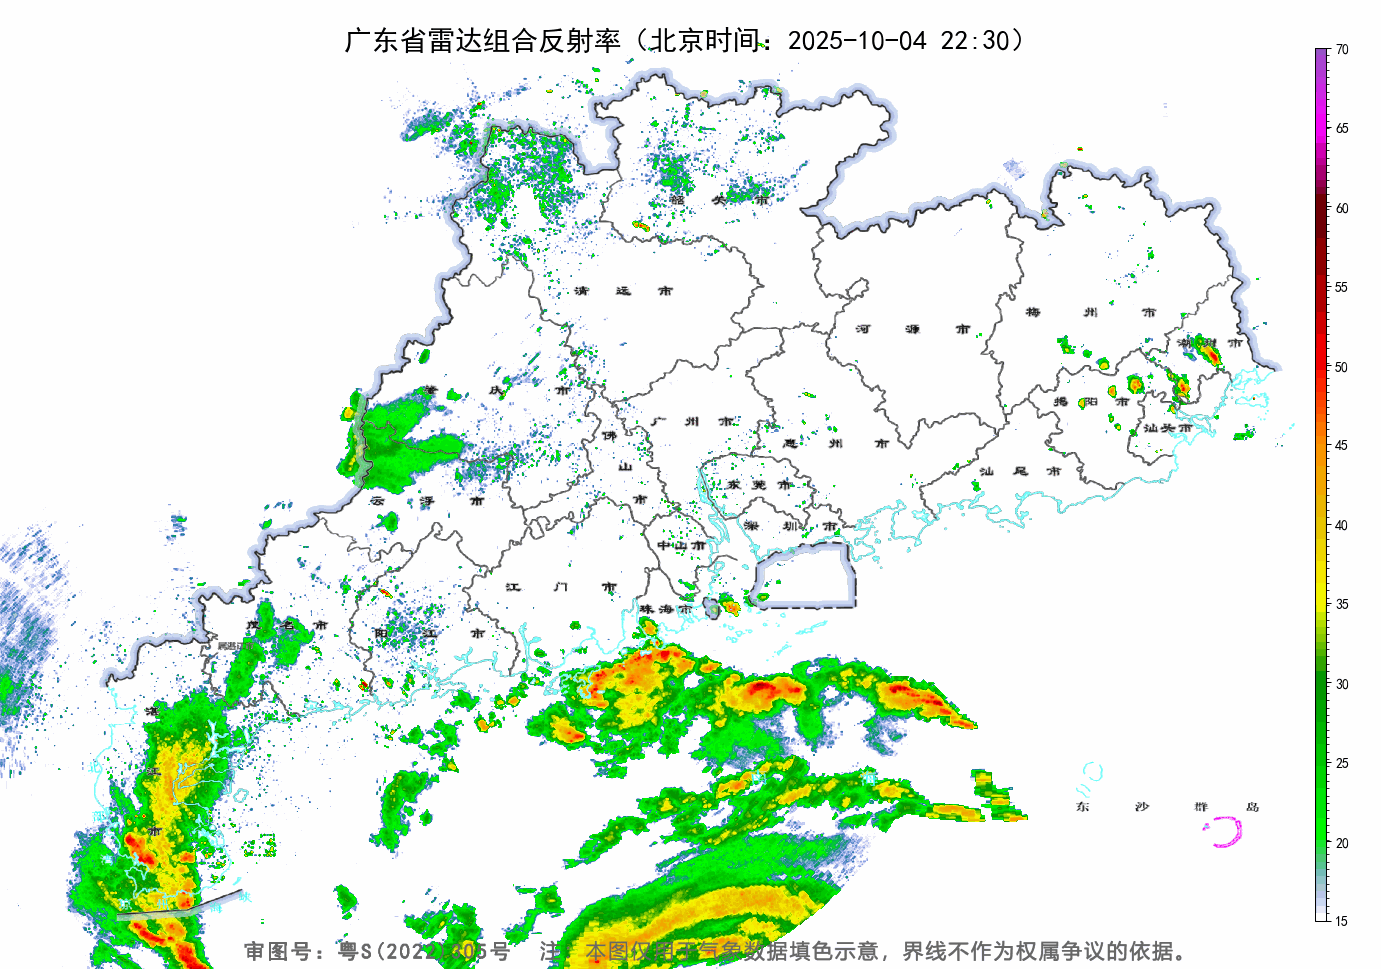 广东省雷达组合反射率（北京时间：2025-10-04 22:30）
70
65
60
55
50
45
40
35
30
25
20
15
韶关市
清远市
河源市
梅州市
潮州市
肇庆市
广州市
佛山市
惠州市
揭阳市
汕头市
汕尾市
东莞市
云浮市
深圳市
中山市
江门市
珠海市
茂名市
阳江市
湛江市
东沙群岛
审图号：粤S(2022)305号 注：本图仅用于气象数据填色示意，界线不作为权属争议的依据。